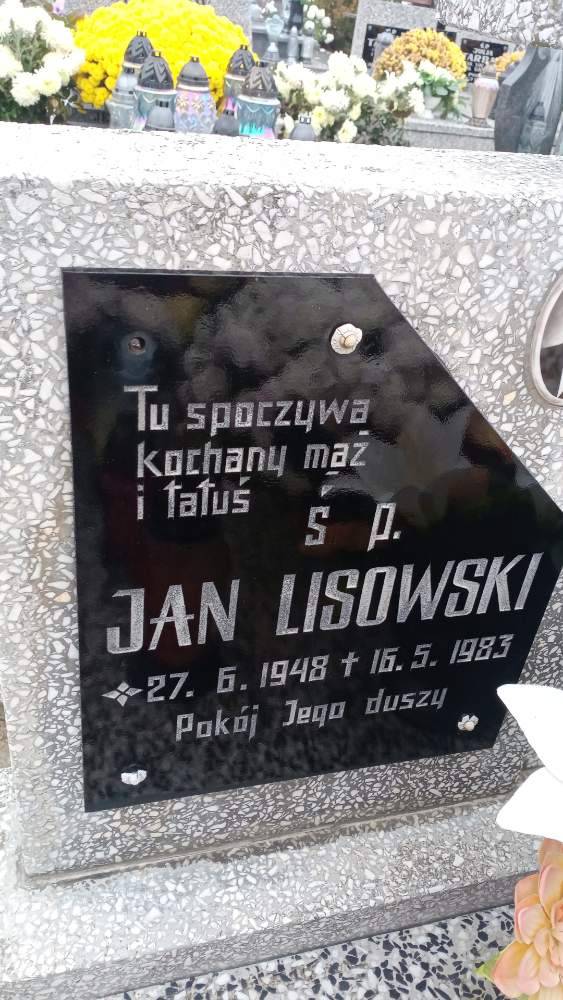 Tu spoczywa
kochany mąż
i tatuś
ś p.
JAN LISOWSKI
27. 6. 1948 † 16. 5. 1983
Pokój Jego duszy